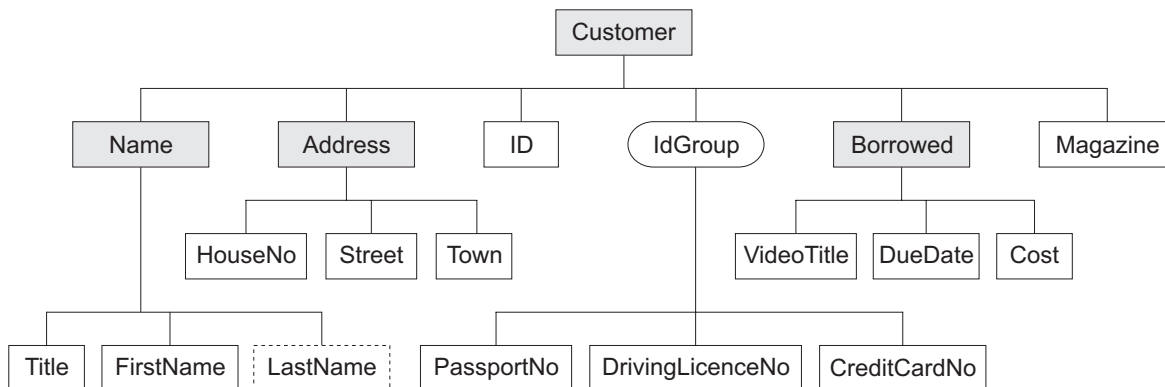 Customer
Name Address ID IdGroup Borrowed Magazine
HouseNo Street Town VideoTitle DueDate Cost
Title FirstName LastName PassportNo DrivingLicenceNo CreditCardNo